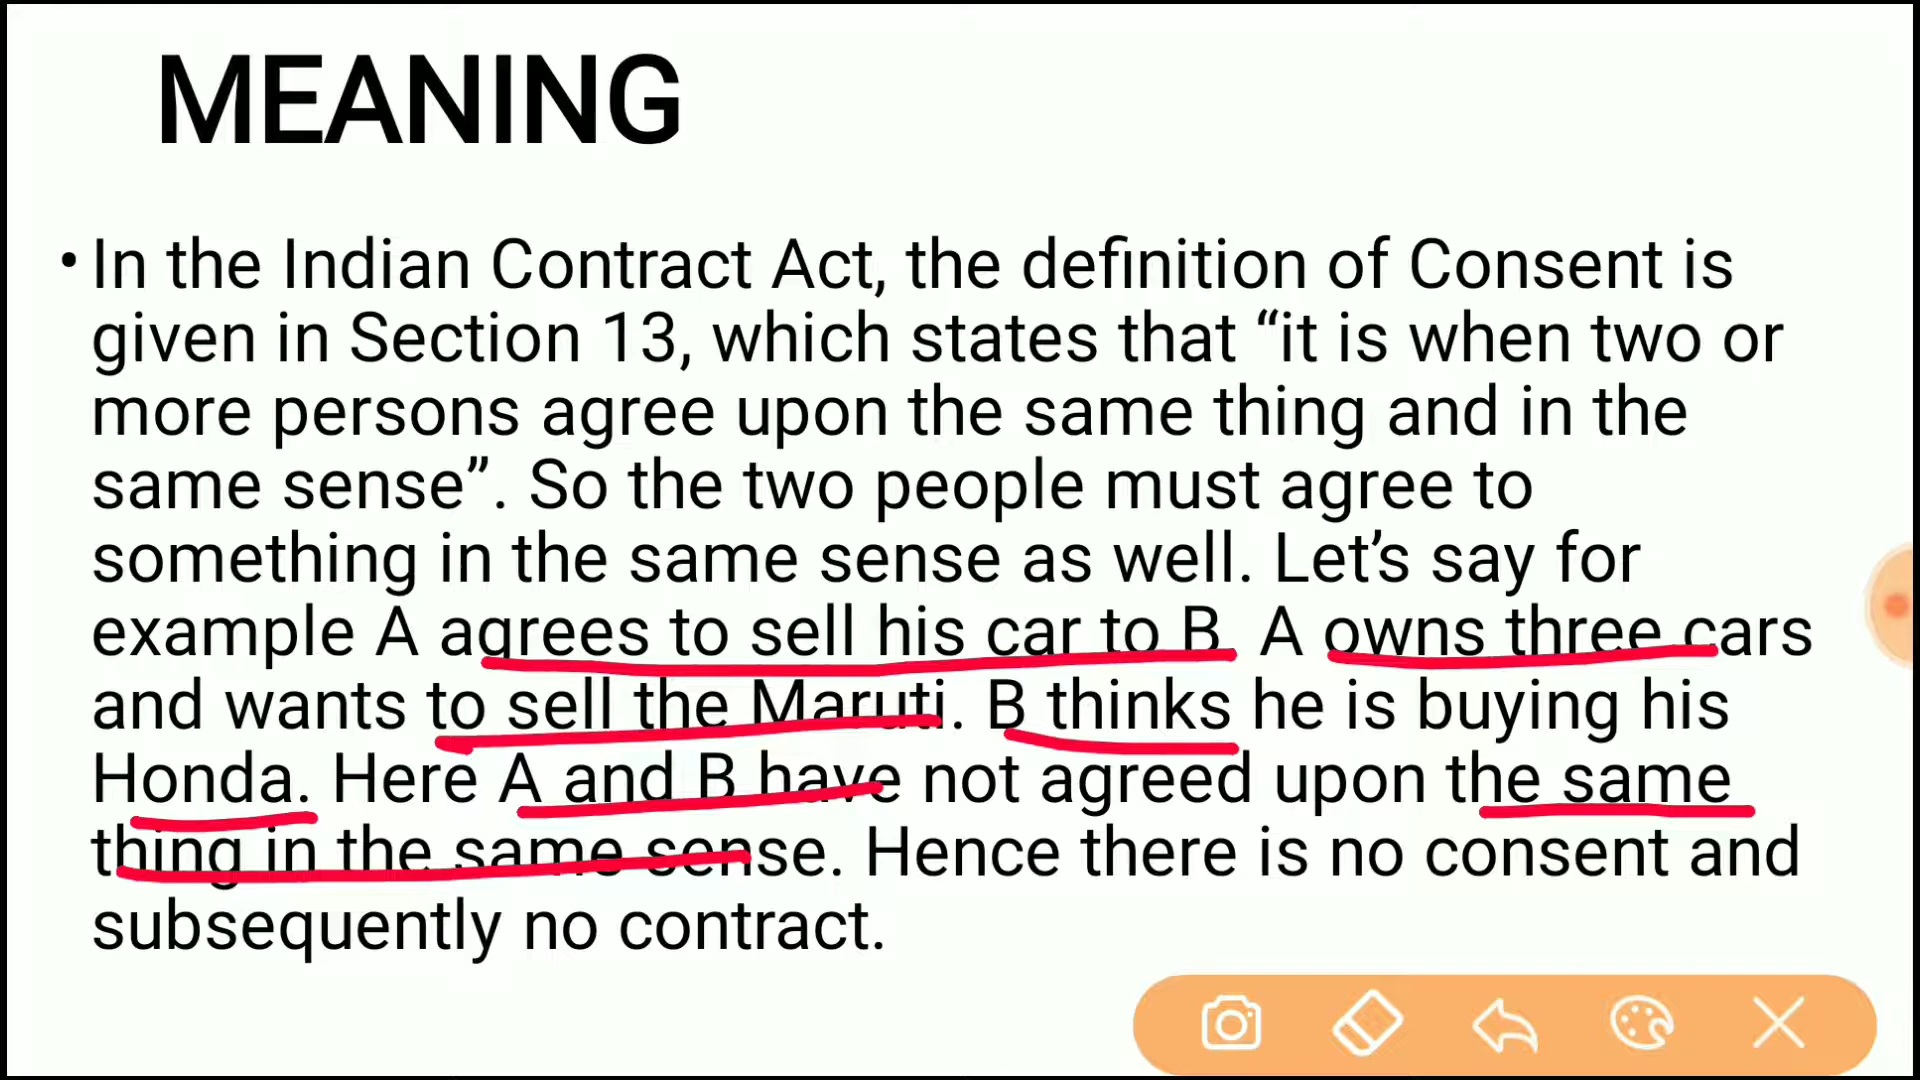 MEANING
• In the Indian Contract Act, the definition of Consent is
given in Section 13, which states that “it is when two or
more persons agree upon the same thing and in the
same sense”. So the two people must agree to
something in the same sense as well. Let’s say for
example A agrees to sell his car to B. A owns three cars
and wants to sell the Maruti. B thinks he is buying his
Honda. Here A and B have not agreed upon the same
thing in the same sense. Hence there is no consent and
subsequently no contract.